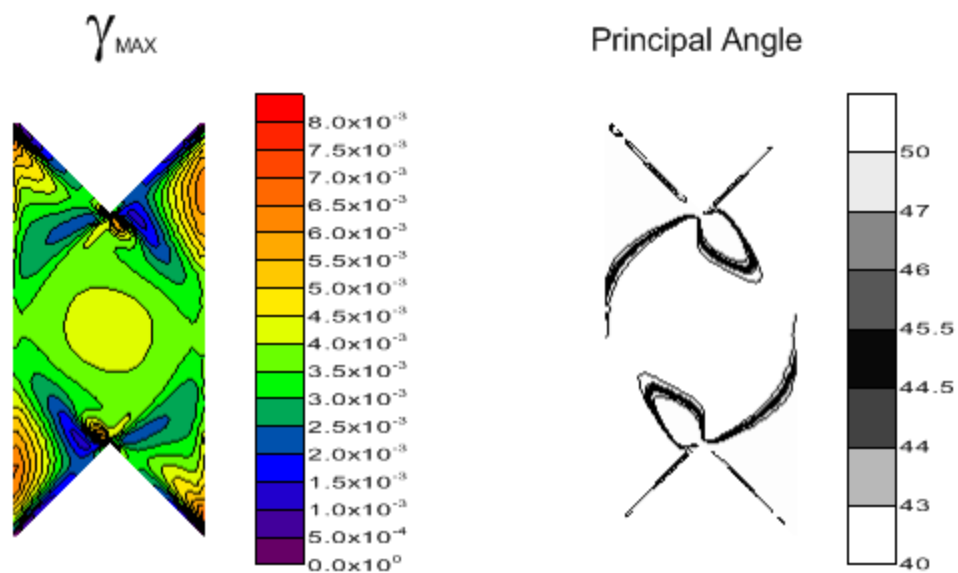 γMAX
Principal Angle
8.0x10⁻³
7.5x10⁻³
7.0x10⁻³
6.5x10⁻³
6.0x10⁻³
5.5x10⁻³
5.0x10⁻³
4.5x10⁻³
4.0x10⁻³
3.5x10⁻³
3.0x10⁻³
2.5x10⁻³
2.0x10⁻³
1.5x10⁻³
1.0x10⁻³
5.0x10⁻⁴
0.0x10⁰
50
47
46
45.5
44.5
44
43
40